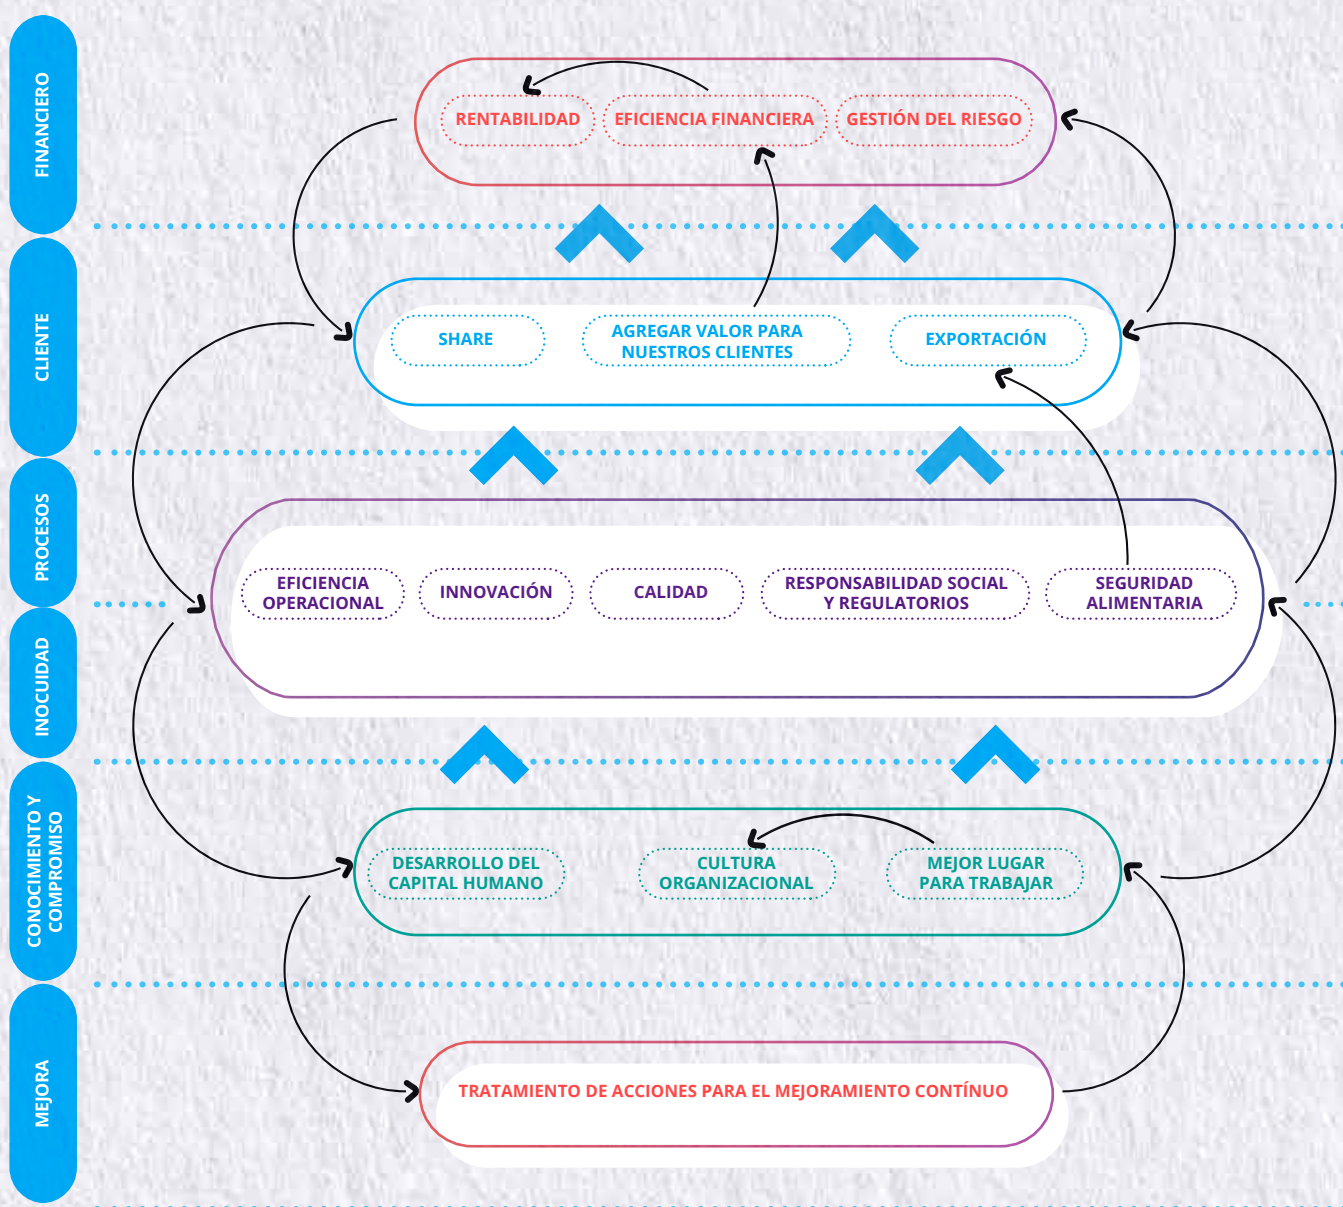 FINANCIERO
RENTABILIDAD
EFICIENCIA FINANCIERA
GESTIÓN DEL RIESGO
CLIENTE
SHARE
AGREGAR VALOR PARA
NUESTROS CLIENTES
EXPORTACIÓN
PROCESOS
EFICIENCIA
OPERACIONAL
INNOVACIÓN
CALIDAD
RESPONSABILIDAD SOCIAL
Y REGULATORIOS
SEGURIDAD
ALIMENTARIA
INOCUIDAD
CONOCIMIENTO Y
COMPROMISO
DESARROLLO DEL
CAPITAL HUMANO
CULTURA
ORGANIZACIONAL
MEJOR LUGAR
PARA TRABAJAR
MEJORA
TRATAMIENTO DE ACCIONES PARA EL MEJORAMIENTO CONTÍNUO